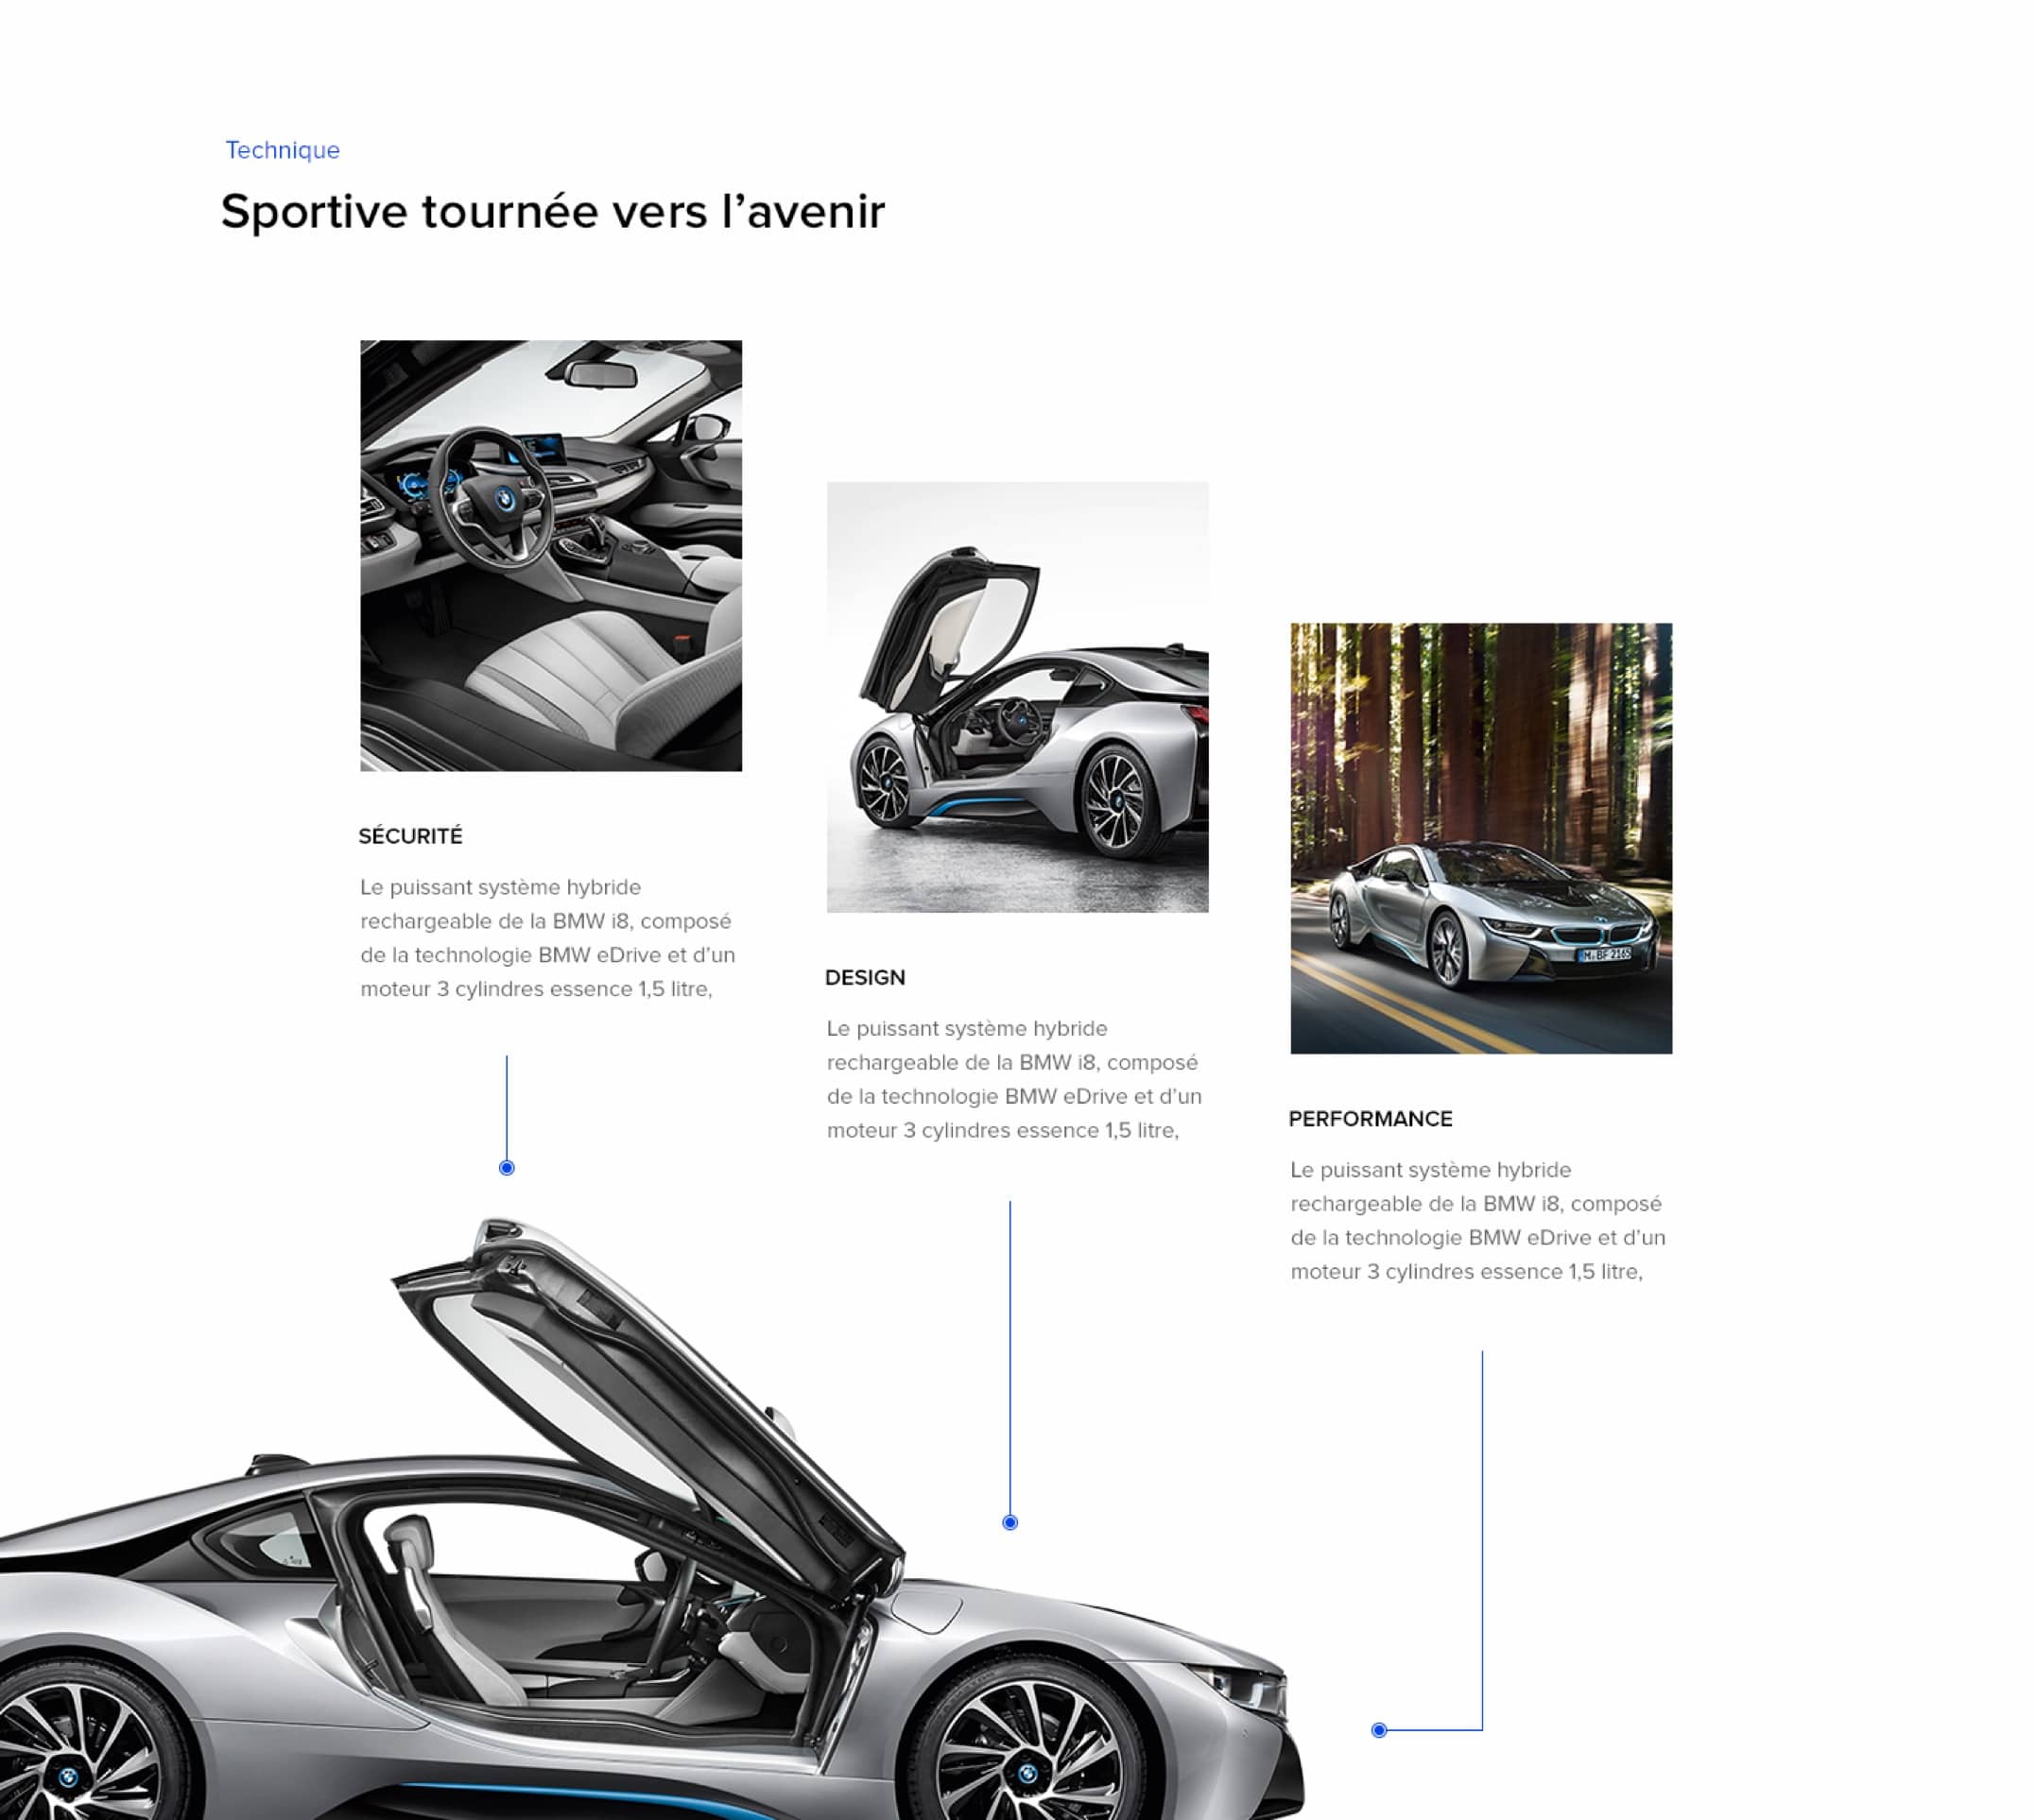 Technique
Sportive tournée vers l’avenir
SÉCURITÉ
Le puissant système hybride
rechargeable de la BMW i8, composé
de la technologie BMW eDrive et d’un
moteur 3 cylindres essence 1,5 litre,
DESIGN
Le puissant système hybride
rechargeable de la BMW i8, composé
de la technologie BMW eDrive et d’un
moteur 3 cylindres essence 1,5 litre,
M BF 2165
PERFORMANCE
Le puissant système hybride
rechargeable de la BMW i8, composé
de la technologie BMW eDrive et d’un
moteur 3 cylindres essence 1,5 litre,